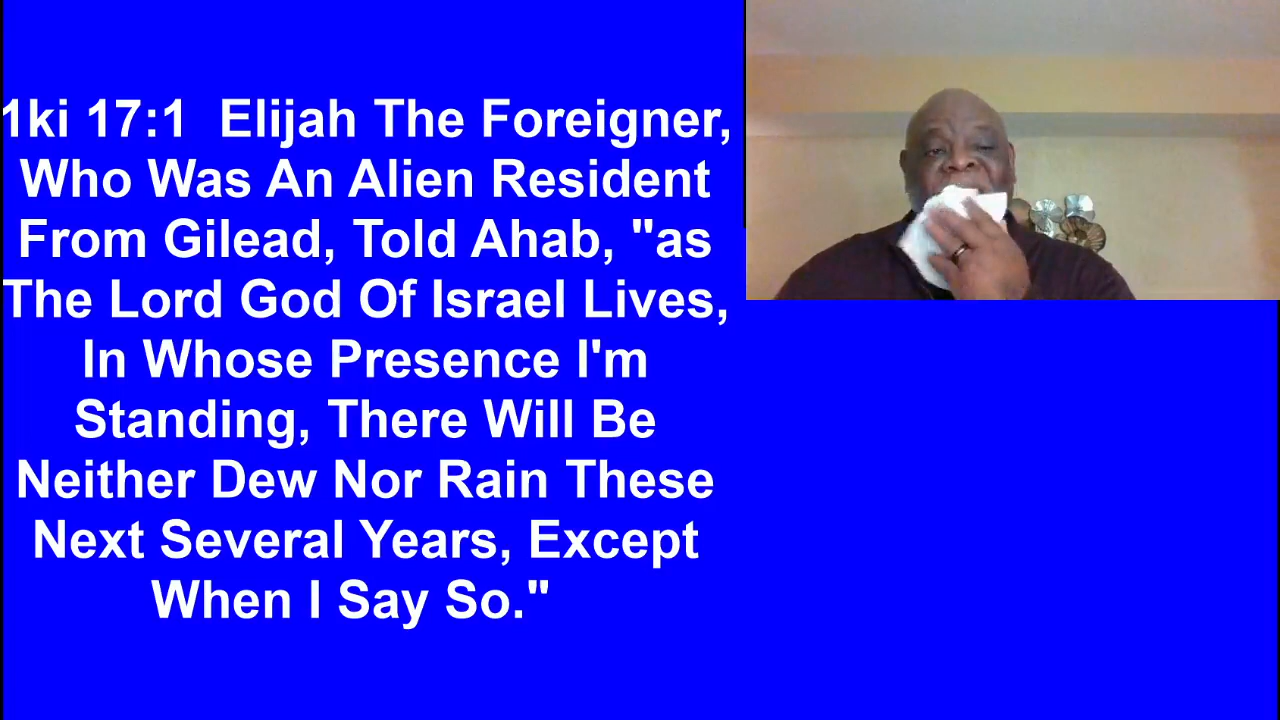 1ki 17:1  Elijah The Foreigner,
Who Was An Alien Resident
From Gilead, Told Ahab, "as
The Lord God Of Israel Lives,
In Whose Presence I'm
Standing, There Will Be
Neither Dew Nor Rain These
Next Several Years, Except
When I Say So."